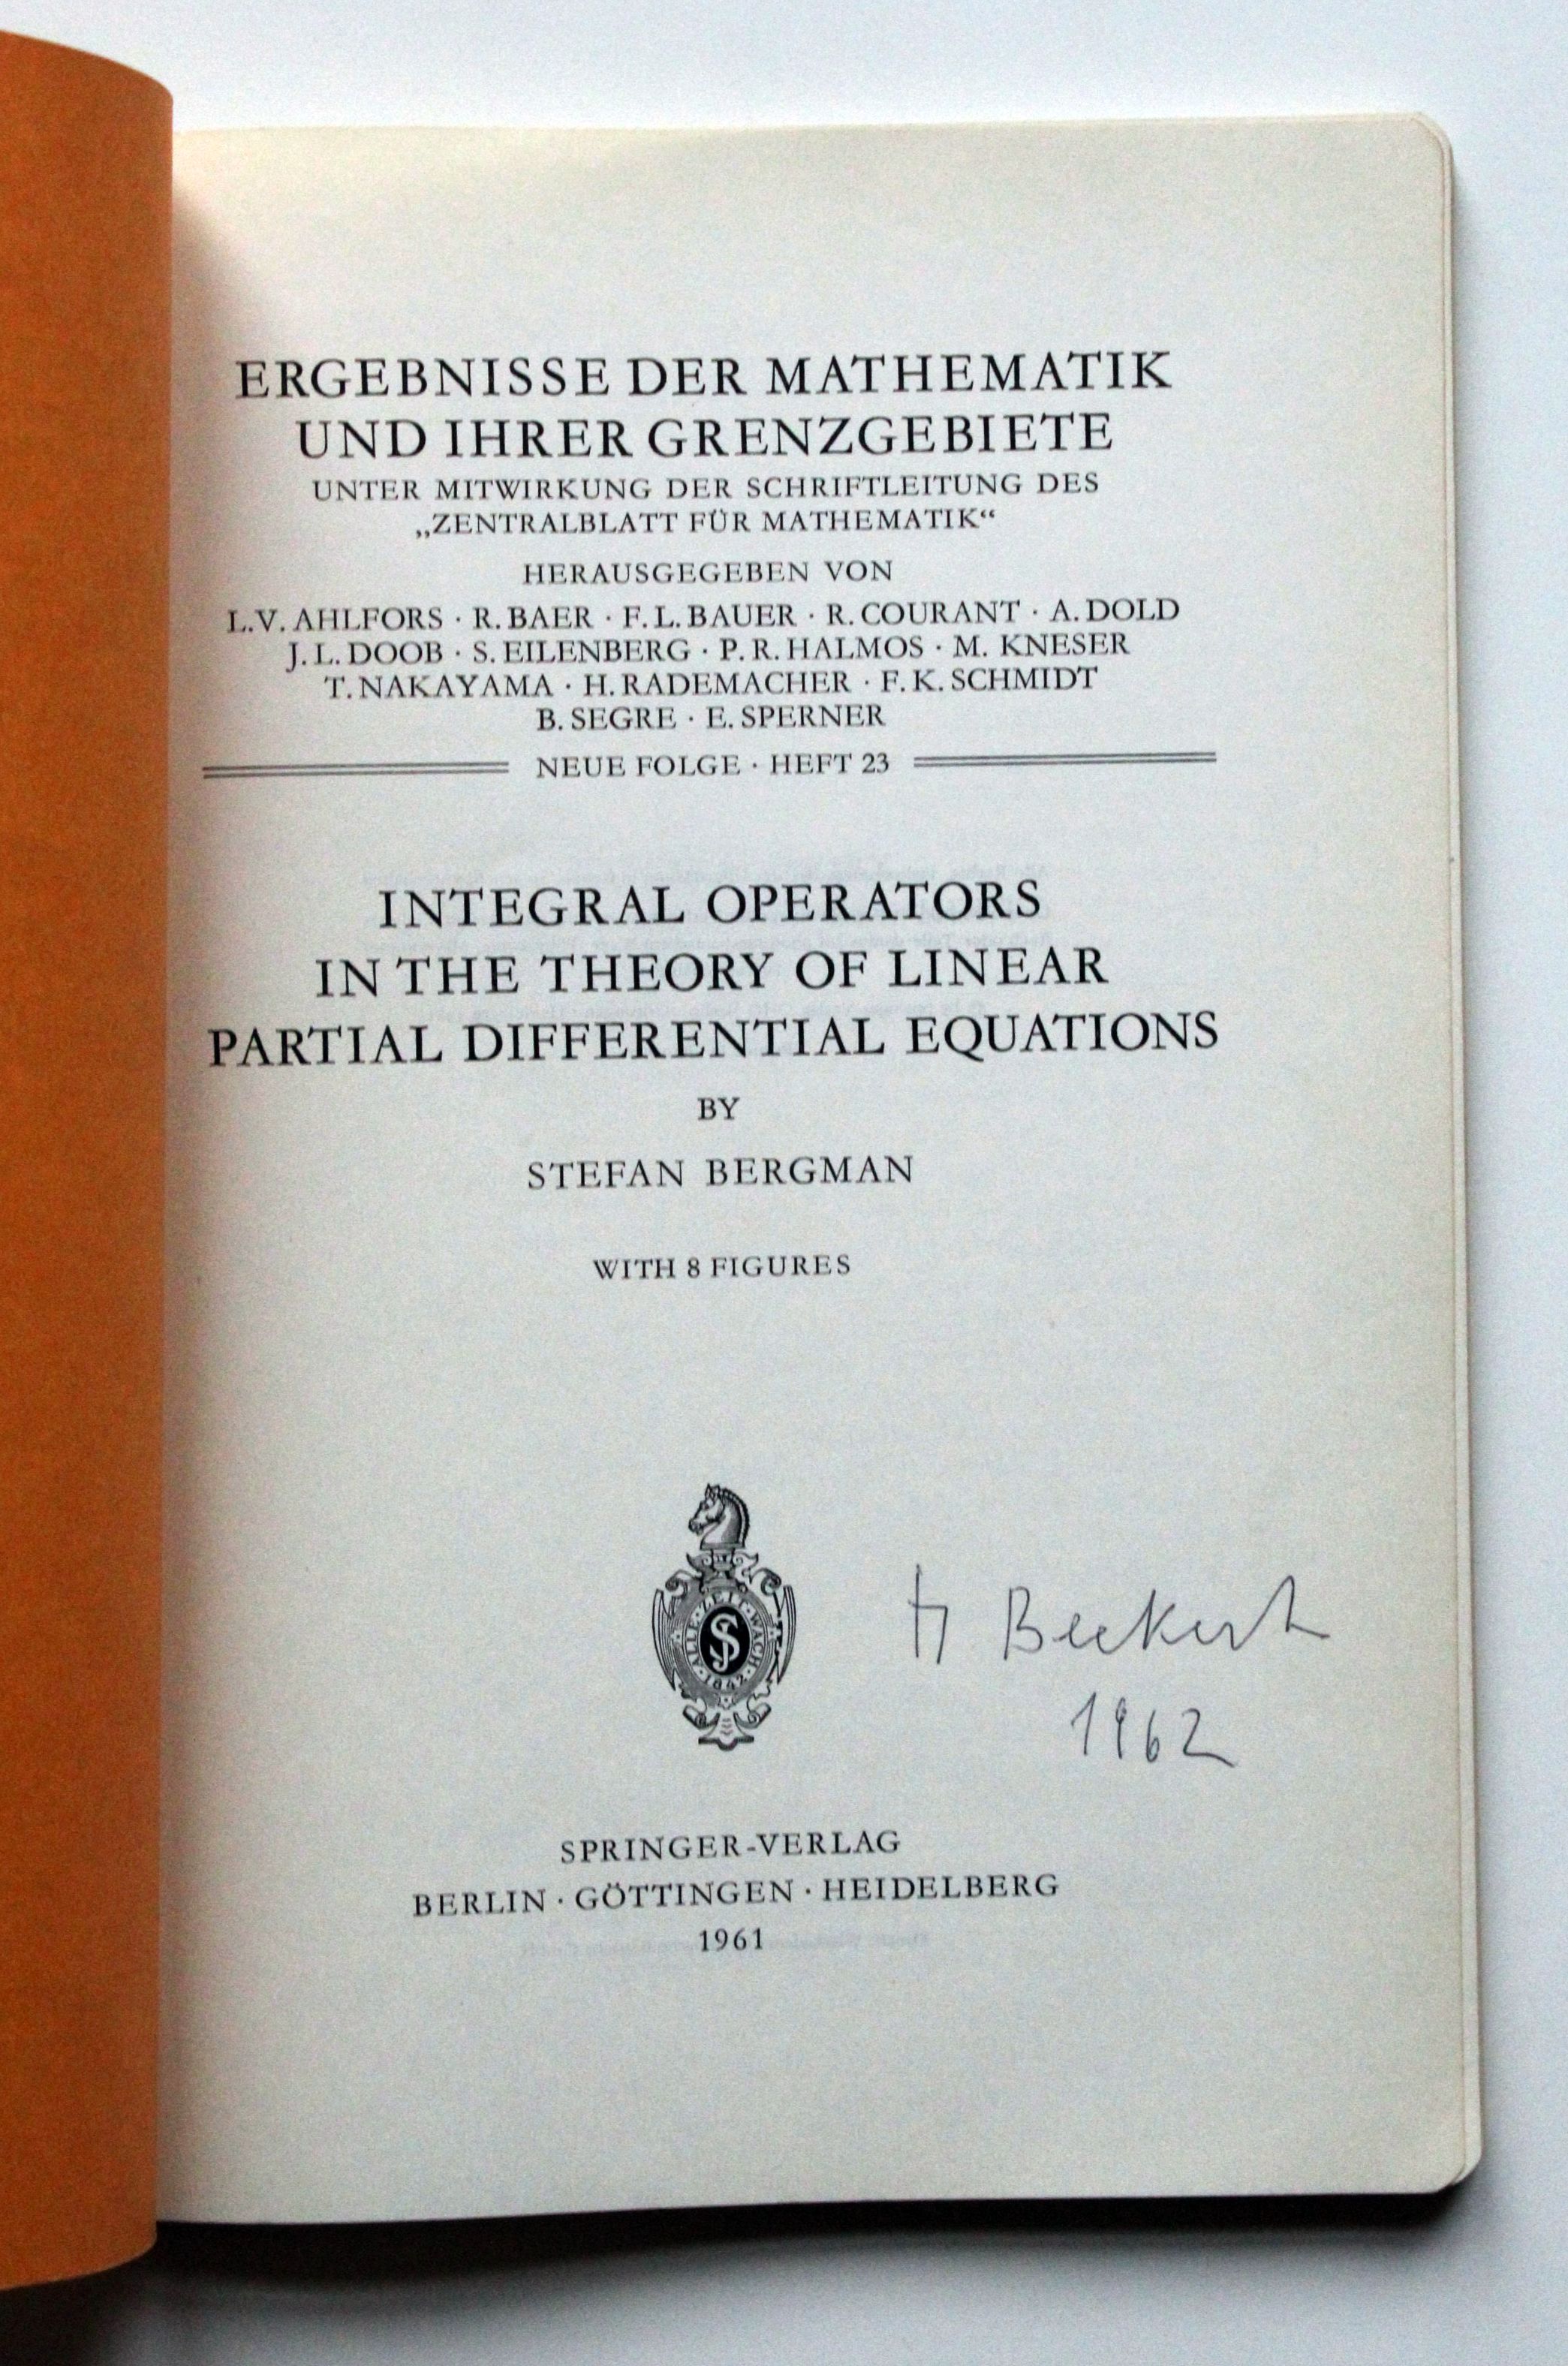 ERGEBNISSE DER MATHEMATIK
UND IHRER GRENZGEBIETE
UNTER MITWIRKUNG DER SCHRIFTLEITUNG DES
„ZENTRALBLATT FÜR MATHEMATIK“
HERAUSGEGEBEN VON
L.V. AHLFORS · R. BAER · F. L. BAUER · R. COURANT · A. DOLD
J. L. DOOB · S. EILENBERG · P. R. HALMOS · M. KNESER
T. NAKAYAMA · H. RADEMACHER · F. K. SCHMIDT
B. SEGRE · E. SPERNER
NEUE FOLGE · HEFT 23
INTEGRAL OPERATORS
IN THE THEORY OF LINEAR
PARTIAL DIFFERENTIAL EQUATIONS
BY
STEFAN BERGMAN
WITH 8 FIGURES
H Beckert
1962
SPRINGER-VERLAG
BERLIN · GÖTTINGEN · HEIDELBERG
1961